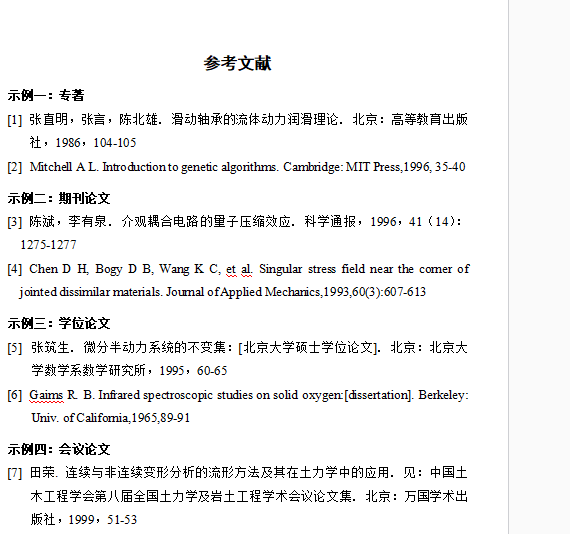 参考文献
示例一：专著
[1] 张直明，张言，陈北雄．滑动轴承的流体动力润滑理论．北京：高等教育出版
社，1986，104-105
[2] Mitchell A L. Introduction to genetic algorithms. Cambridge: MIT Press,1996, 35-40
示例二：期刊论文
[3] 陈斌，李有泉．介观耦合电路的量子压缩效应．科学通报，1996，41（14）：
1275-1277
[4] Chen D H, Bogy D B, Wang K C, et al. Singular stress field near the corner of
jointed dissimilar materials. Journal of Applied Mechanics,1993,60(3):607-613
示例三：学位论文
[5] 张筑生．微分半动力系统的不变集：[北京大学硕士学位论文]．北京：北京大
学数学系数学研究所，1995，60-65
[6] Gaims R. B. Infrared spectroscopic studies on solid oxygen:[dissertation]. Berkeley:
Univ. of California,1965,89-91
示例四：会议论文
[7] 田荣. 连续与非连续变形分析的流形方法及其在土力学中的应用．见：中国土
木工程学会第八届全国土力学及岩土工程学术会议论文集．北京：万国学术出
版社，1999，51-53